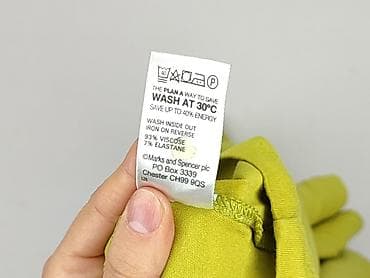 THE PLAN A WAY TO SAVE
WASH AT 30°C
SAVE UP TO 40% ENERGY
WASH INSIDE OUT
IRON ON REVERSE
93% VISCOSE
7% ELASTANE
©Marks and Spencer plc
PO Box 3339
Chester CH99 9QS